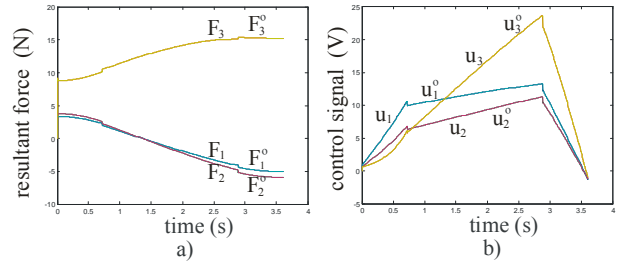 resultant force (N)
20
15
10
5
0
-5
-10
F₃ F₃ᵒ
F₁ F₁ᵒ
F₂ F₂ᵒ
0 0.5 1 1.5 2 2.5 3 3.5 4
time (s)
a)
control signal (V)
25
20
15
10
5
0
-5
u₃ᵒ
u₃
u₁ u₁ᵒ
u₂ u₂ᵒ
0 0.5 1 1.5 2 2.5 3 3.5 4
time (s)
b)